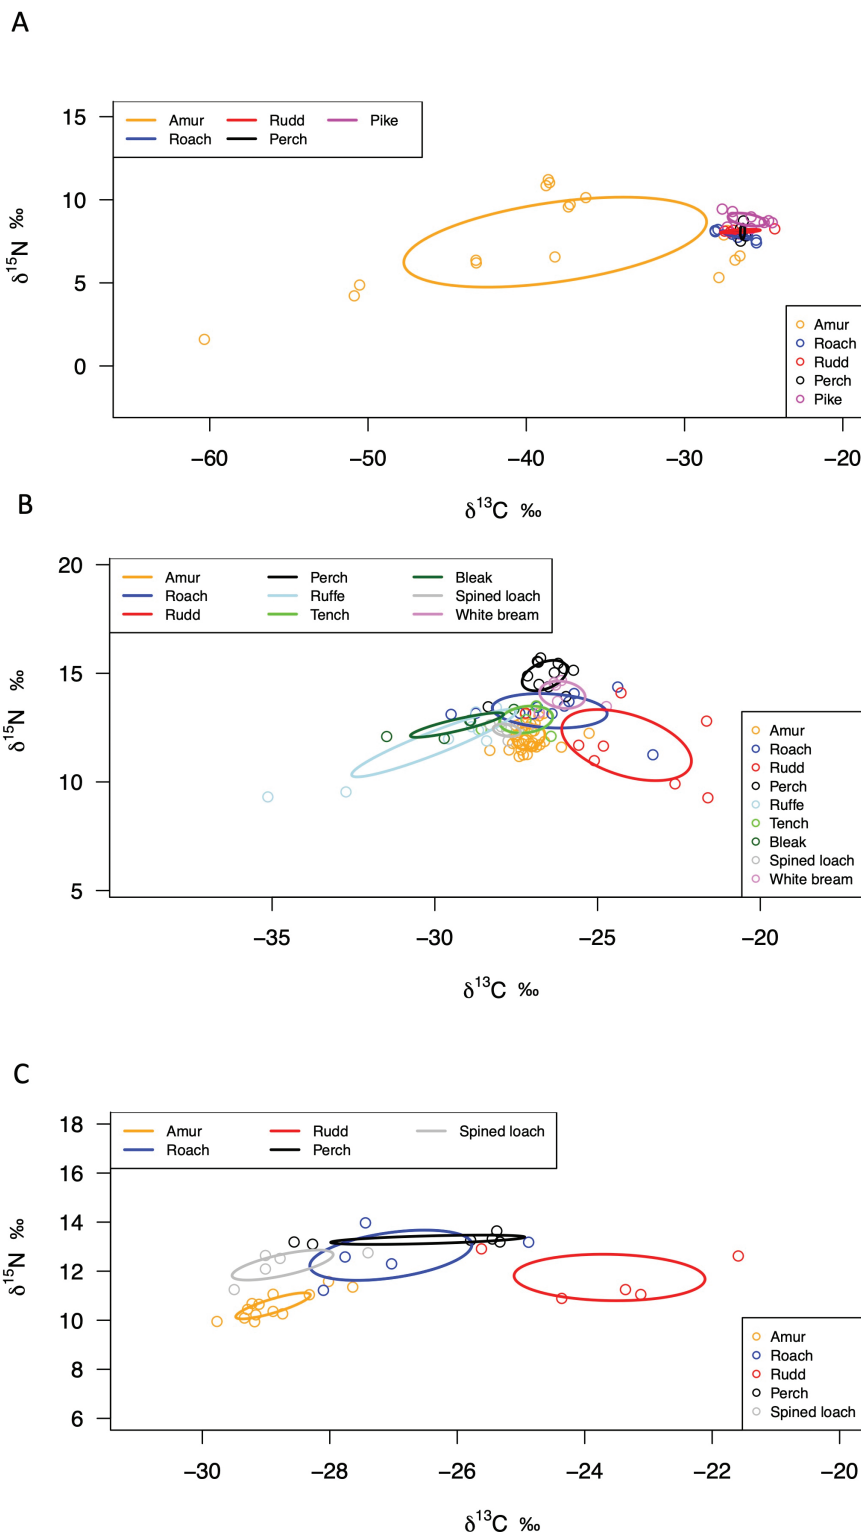 A
Amur Rudd Pike
Roach Perch
15
10
5
0
δ15N ‰
Amur
Roach
Rudd
Perch
Pike
−60 −50 −40 −30 −20
δ13C ‰
B
Amur Perch Bleak
Roach Ruffe Spined loach
Rudd Tench White bream
20
15
10
5
δ15N ‰
Amur
Roach
Rudd
Perch
Ruffe
Tench
Bleak
Spined loach
White bream
−35 −30 −25 −20
δ13C ‰
C
Amur Rudd Spined loach
Roach Perch
18
16
14
12
10
8
6
δ15N ‰
Amur
Roach
Rudd
Perch
Spined loach
−30 −28 −26 −24 −22 −20
δ13C ‰